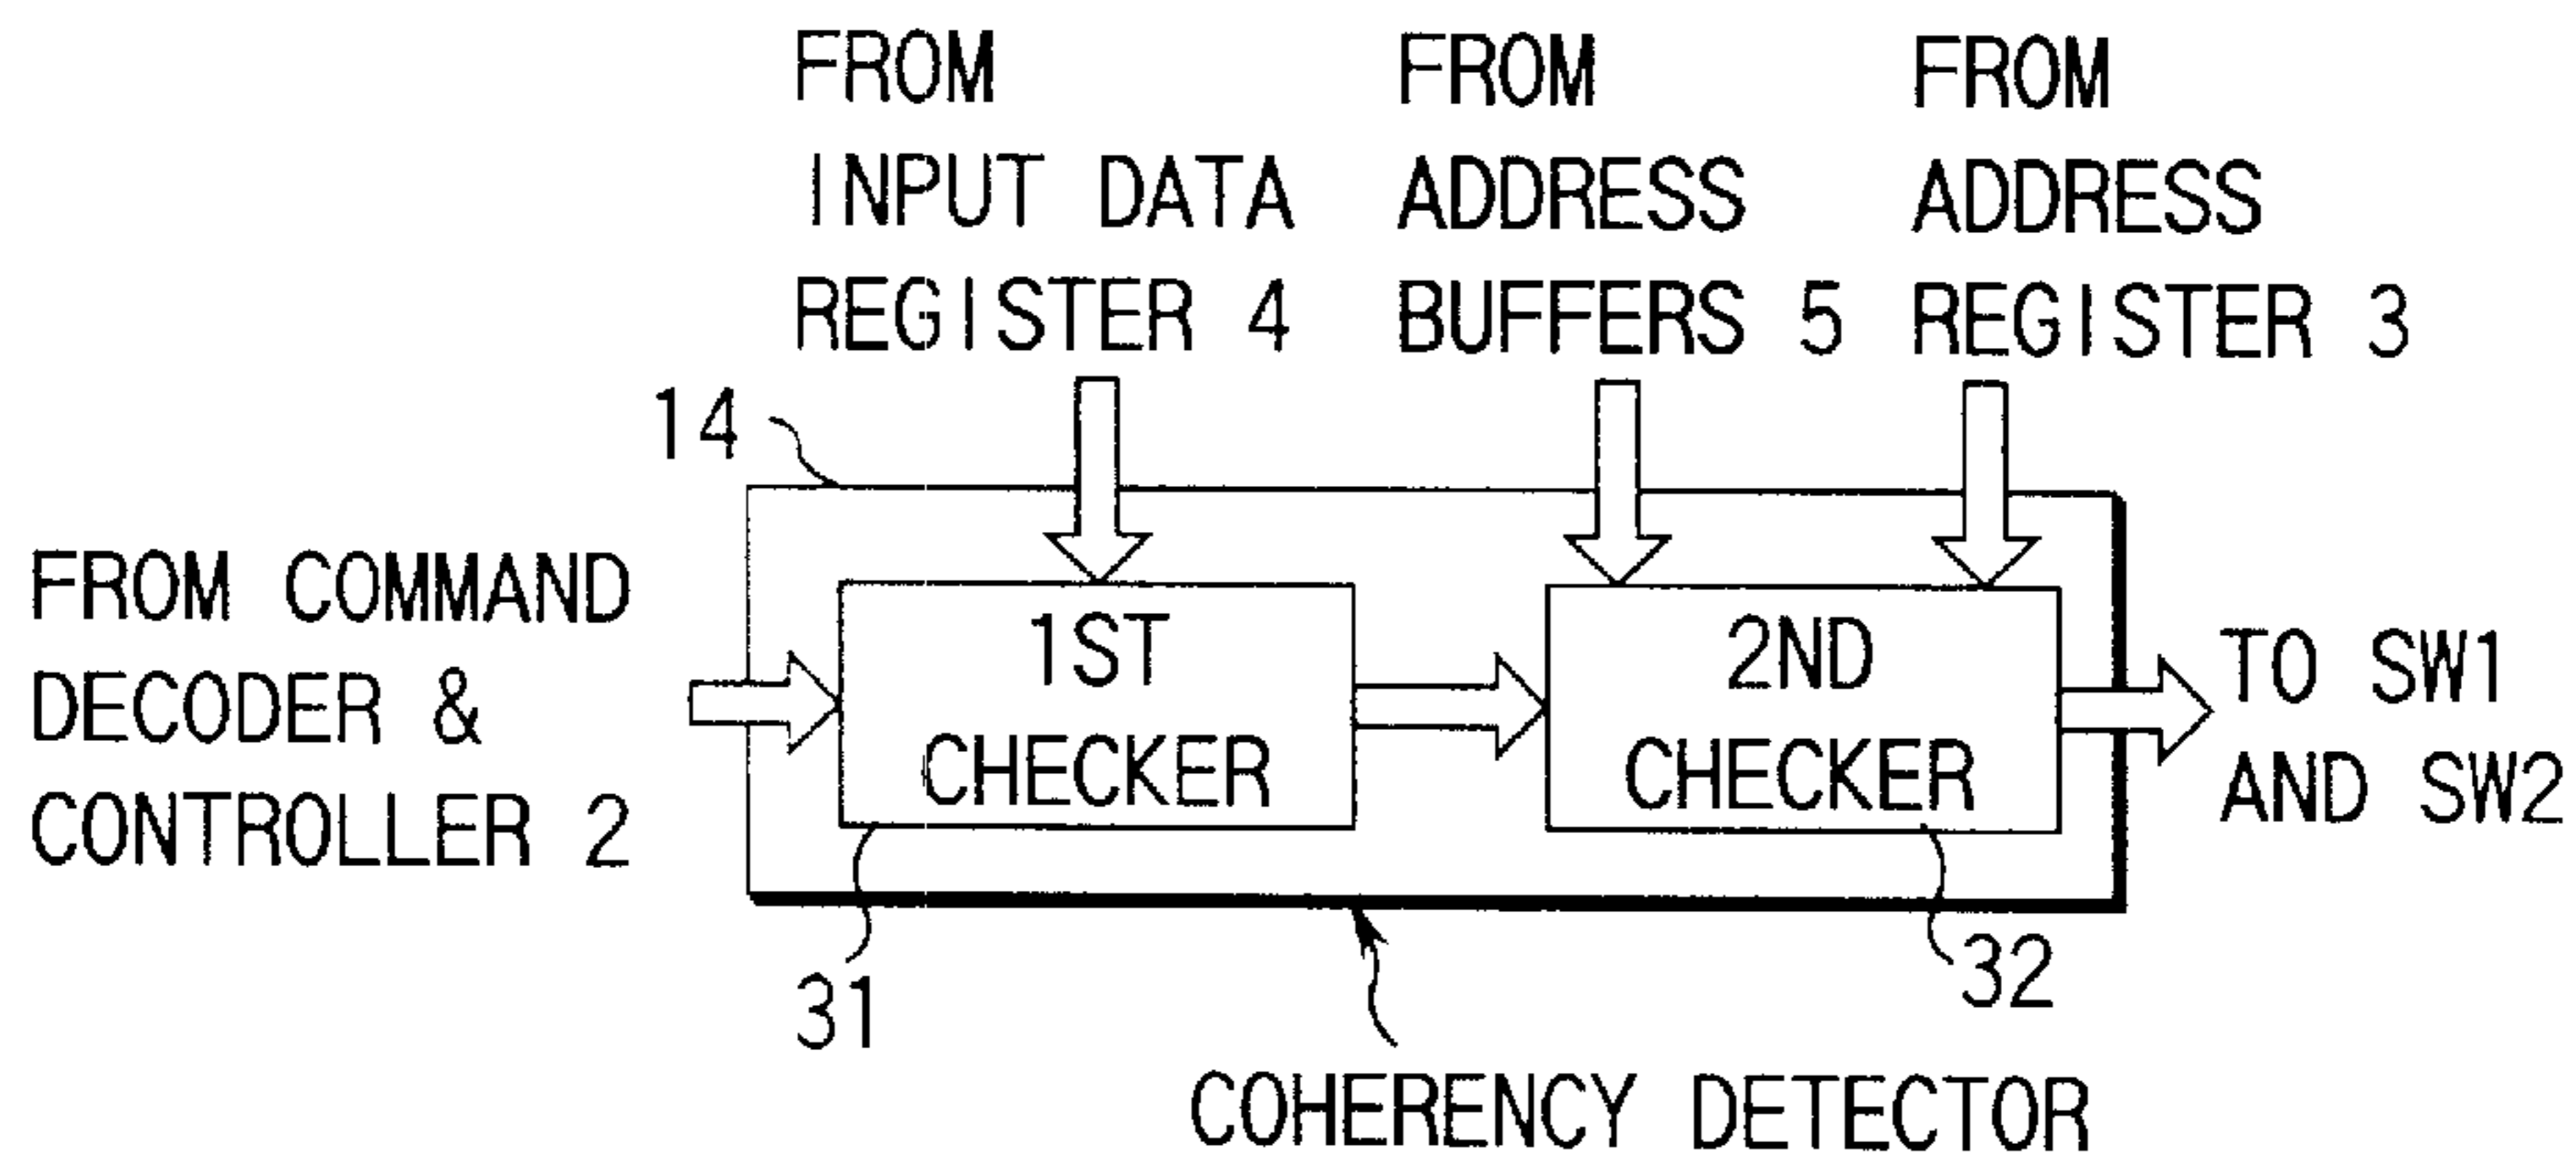 FROM
INPUT DATA
REGISTER 4
FROM
ADDRESS
BUFFERS 5
FROM
ADDRESS
REGISTER 3
14
FROM COMMAND
DECODER &
CONTROLLER 2
1ST
CHECKER
2ND
CHECKER
TO SW1
AND SW2
31
32
COHERENCY DETECTOR